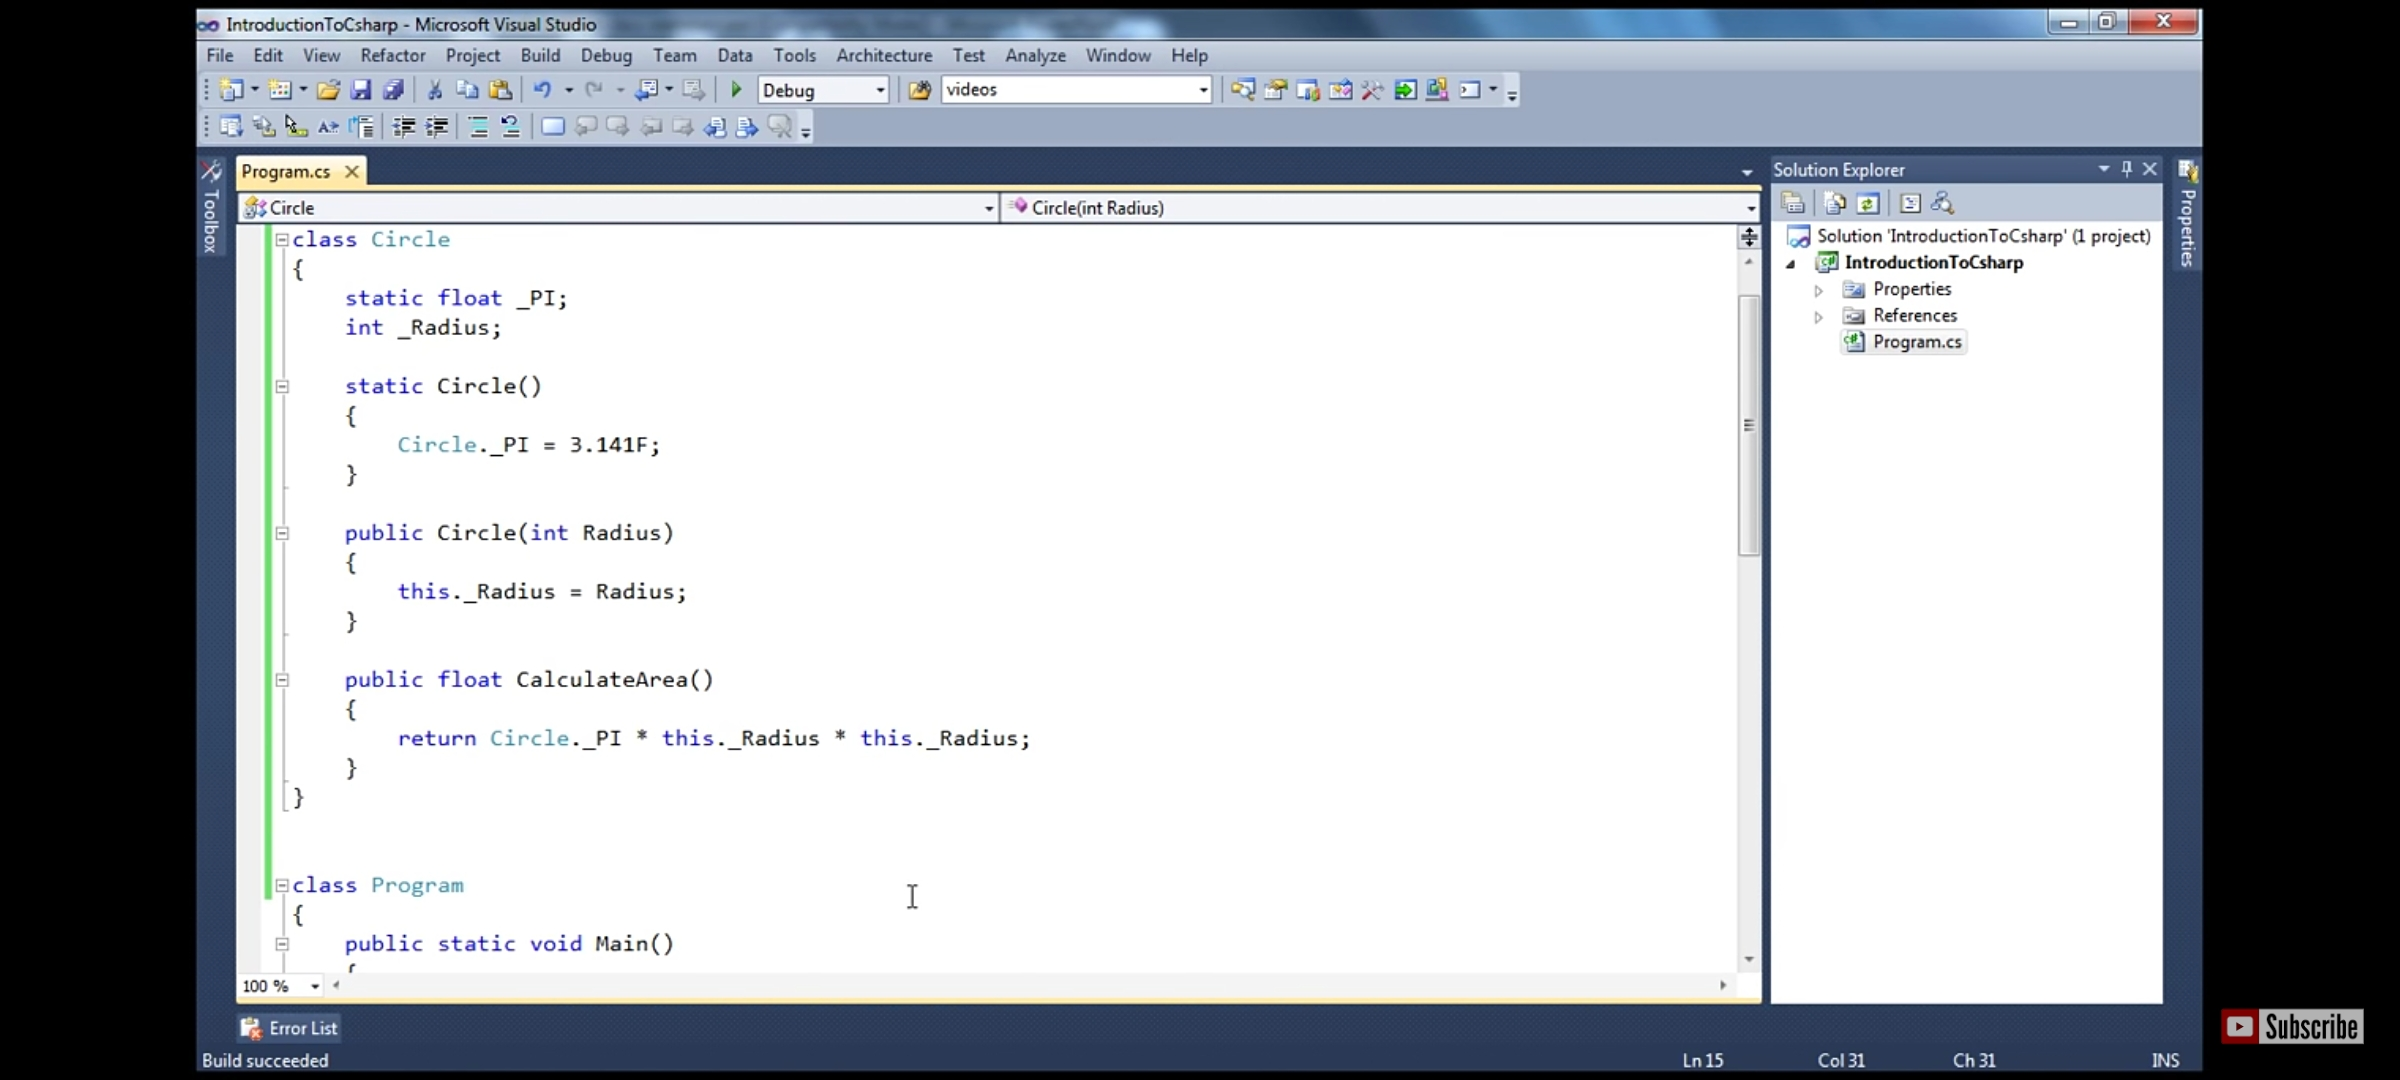 IntroductionToCsharp - Microsoft Visual Studio
File Edit View Refactor Project Build Debug Team Data Tools Architecture Test Analyze Window Help
Debug videos
Toolbox
Program.cs
Circle Circle(int Radius)
class Circle
{
static float _PI;
int _Radius;
static Circle()
{
Circle._PI = 3.141F;
}
public Circle(int Radius)
{
this._Radius = Radius;
}
public float CalculateArea()
{
return Circle._PI * this._Radius * this._Radius;
}
}
class Program
{
public static void Main()
{
100 %
Solution Explorer
Solution 'IntroductionToCsharp' (1 project)
IntroductionToCsharp
Properties
References
Program.cs
Properties
Error List
Build succeeded Ln 15 Col 31 Ch 31 INS
Subscribe